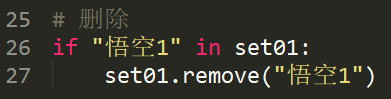 25 # 删除
26 if "悟空1" in set01:
27     set01.remove("悟空1")